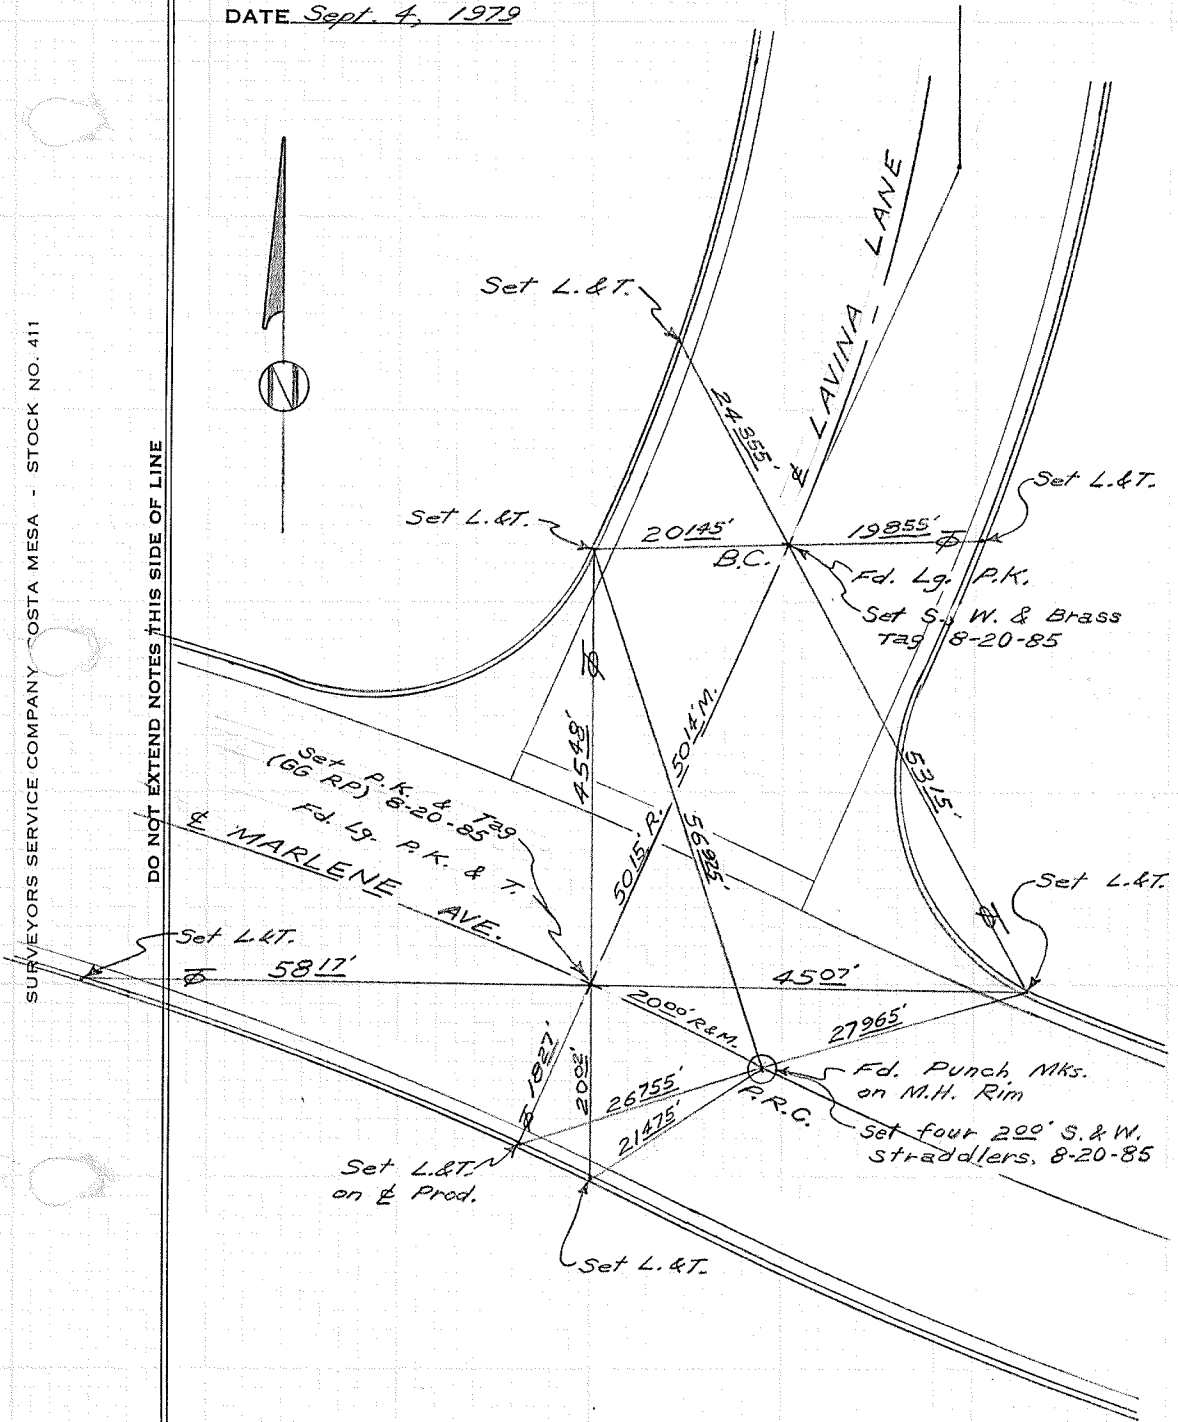 DATE Sept. 4, 1979
SURVEYORS SERVICE COMPANY COSTA MESA - STOCK NO. 411
DO NOT EXTEND NOTES THIS SIDE OF LINE
N
LAVINA LANE
℄
Set L.&T.
24355'
Set L.&T.
Set L.&T.
20145'
19855'
B.C.
Fd. Lg. P.K.
Set S., W. & Brass
Tag 8-20-85
4548'
5014' M.
5015' R.
56925'
5315'
Set P.K. & Tag
(GG RP) 8-20-85
Fd. Lg. P.K. & T.
℄ MARLENE AVE.
Set L.&T.
Set L.&T.
5817'
4507'
2000' R&M.
27965'
1827'
2002'
26755'
21475'
P.R.C.
Fd. Punch Mks.
on M.H. Rim
Set four 200' S.&W.
straddlers, 8-20-85
Set L.&T.
on ℄ Prod.
Set L.&T.